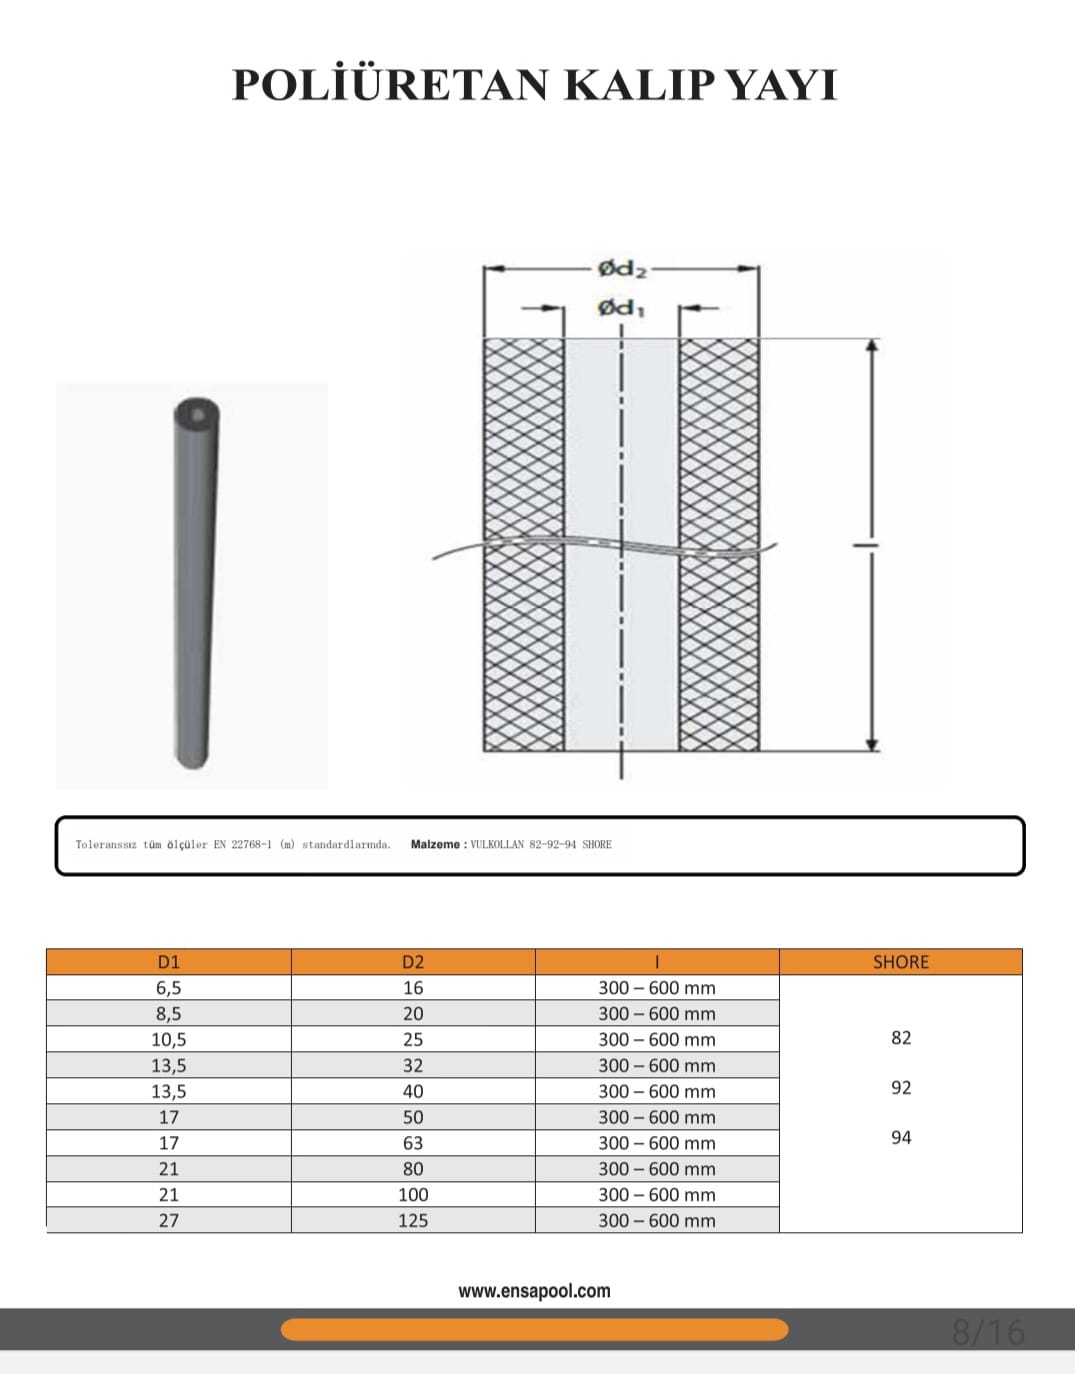 POLİÜRETAN KALIP YAYI
Ød₂
Ød₁
l
Toleranssız tüm ölçüler EN 22768-1 (m) standardlarında. Malzeme : VULKOLLAN 82-92-94 SHORE
D1 D2 l SHORE
6,5 16 300 – 600 mm
8,5 20 300 – 600 mm
10,5 25 300 – 600 mm
82
13,5 32 300 – 600 mm
13,5 40 300 – 600 mm
92
17 50 300 – 600 mm
17 63 300 – 600 mm
94
21 80 300 – 600 mm
21 100 300 – 600 mm
27 125 300 – 600 mm
www.ensapool.com
8/16